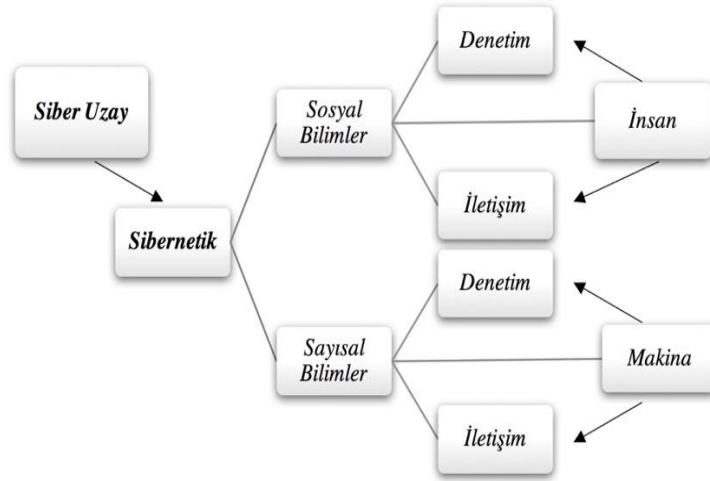 Siber Uzay
Sibernetik
Sosyal
Bilimler
Denetim
İnsan
İletişim
Sayısal
Bilimler
Denetim
Makina
İletişim